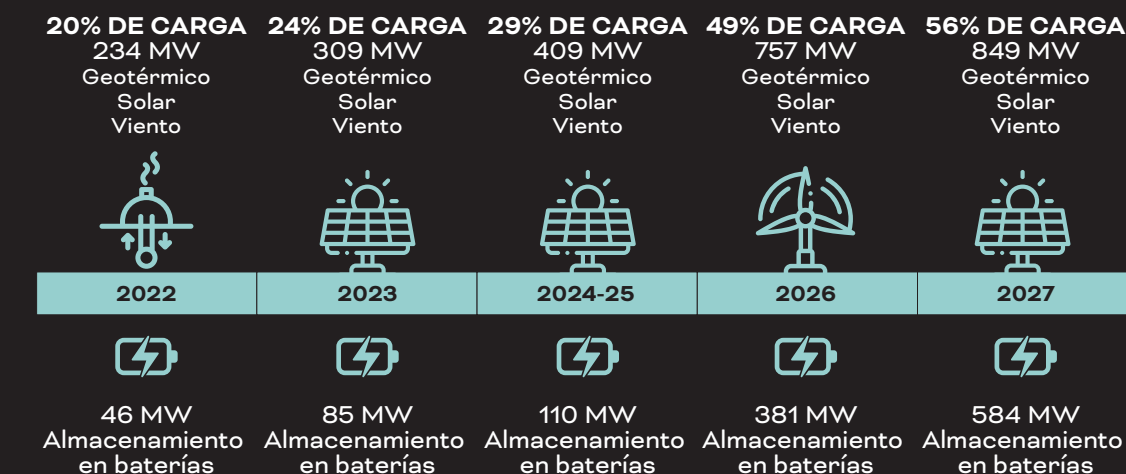 20% DE CARGA
234 MW
Geotérmico
Solar
Viento
24% DE CARGA
309 MW
Geotérmico
Solar
Viento
29% DE CARGA
409 MW
Geotérmico
Solar
Viento
49% DE CARGA
757 MW
Geotérmico
Solar
Viento
56% DE CARGA
849 MW
Geotérmico
Solar
Viento
2022
2023
2024-25
2026
2027
46 MW
Almacenamiento
en baterías
85 MW
Almacenamiento
en baterías
110 MW
Almacenamiento
en baterías
381 MW
Almacenamiento
en baterías
584 MW
Almacenamiento
en baterías